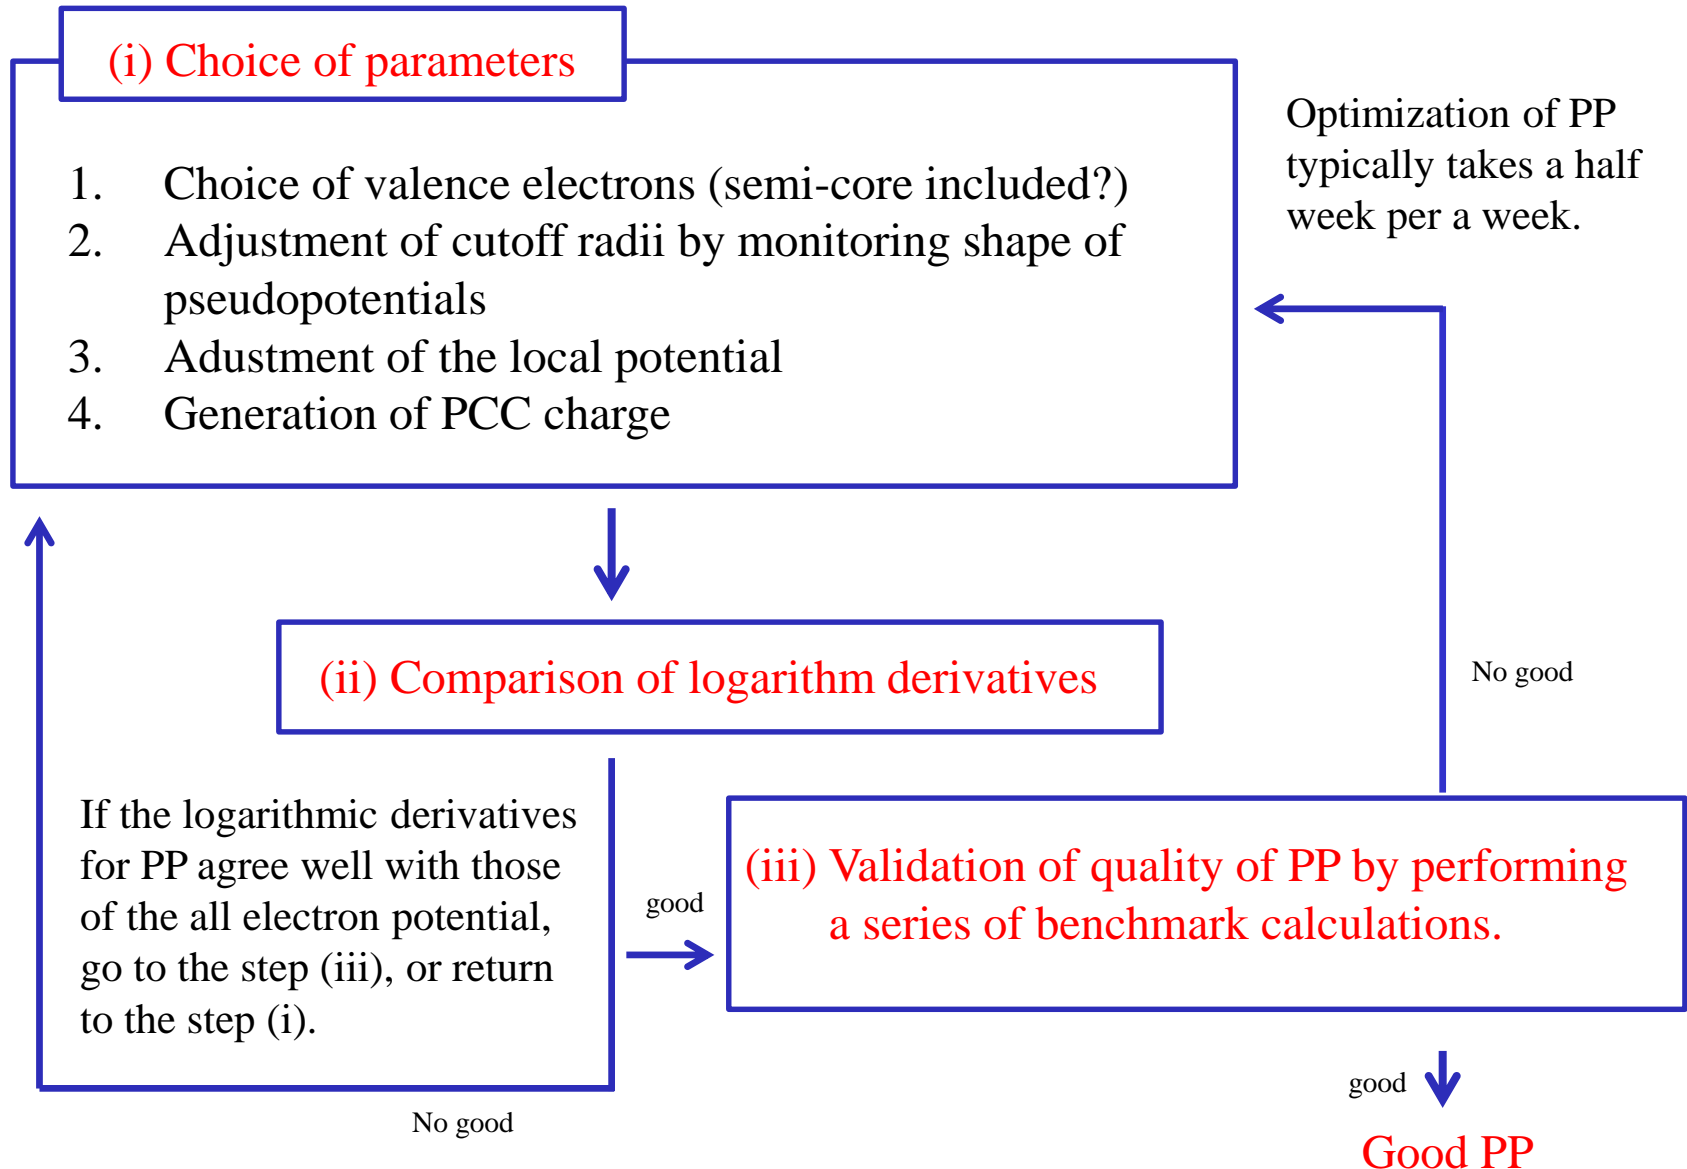 (i) Choice of parameters
1. Choice of valence electrons (semi-core included?)
2. Adjustment of cutoff radii by monitoring shape of
pseudopotentials
3. Adustment of the local potential
4. Generation of PCC charge
Optimization of PP
typically takes a half
week per a week.
(ii) Comparison of logarithm derivatives
No good
If the logarithmic derivatives
for PP agree well with those
of the all electron potential,
go to the step (iii), or return
to the step (i).
good
(iii) Validation of quality of PP by performing
a series of benchmark calculations.
No good
good
Good PP